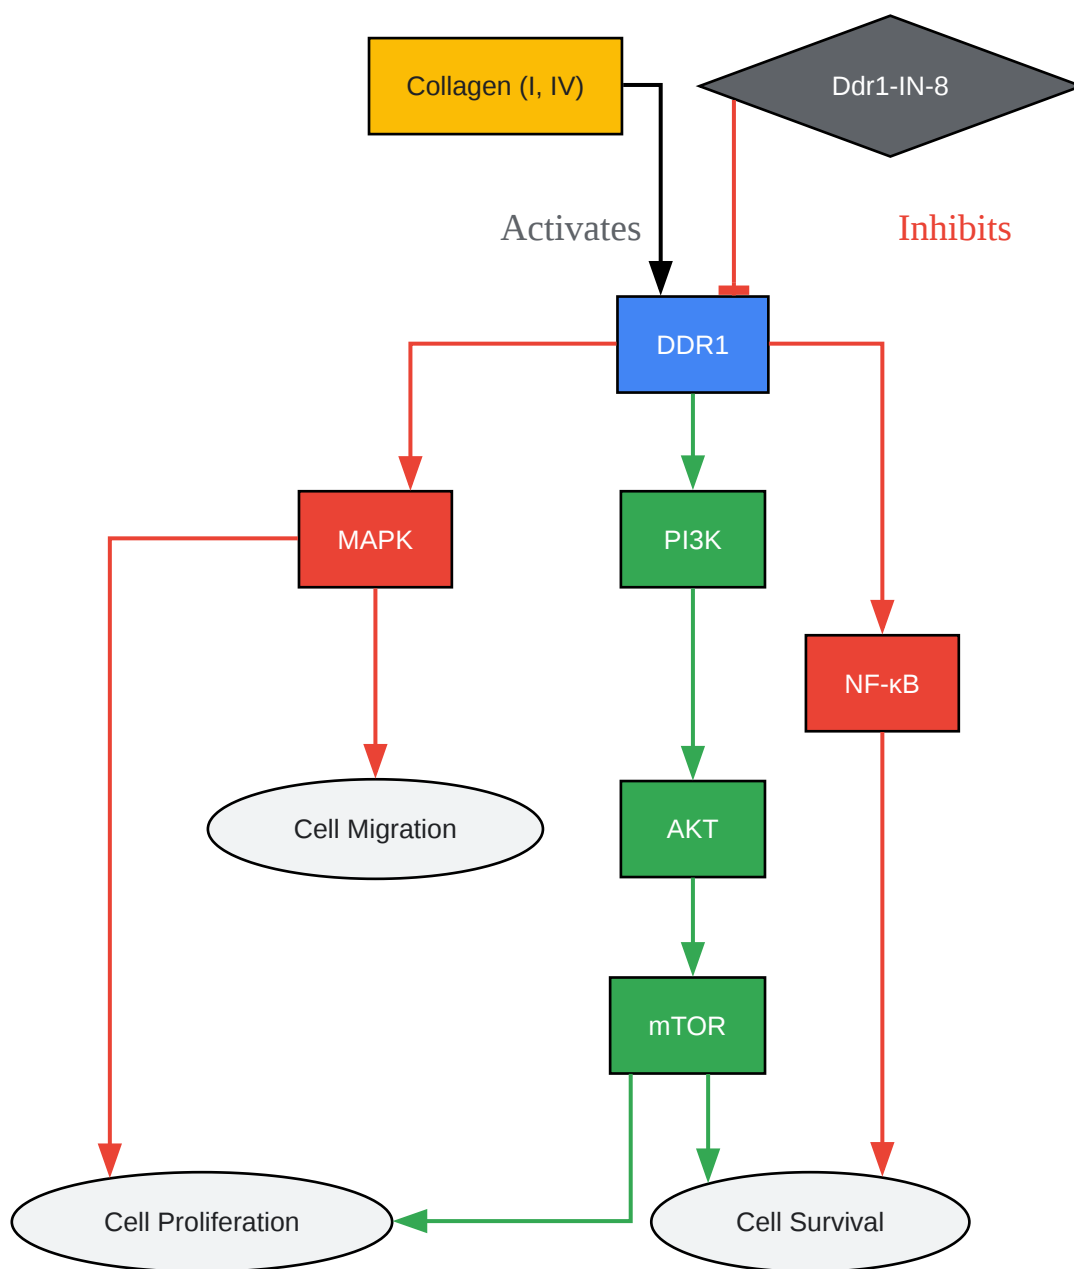 Collagen (I, IV)
Ddr1-IN-8
Activates
Inhibits
DDR1
MAPK
PI3K
NF-κB
Cell Migration
AKT
mTOR
Cell Proliferation
Cell Survival